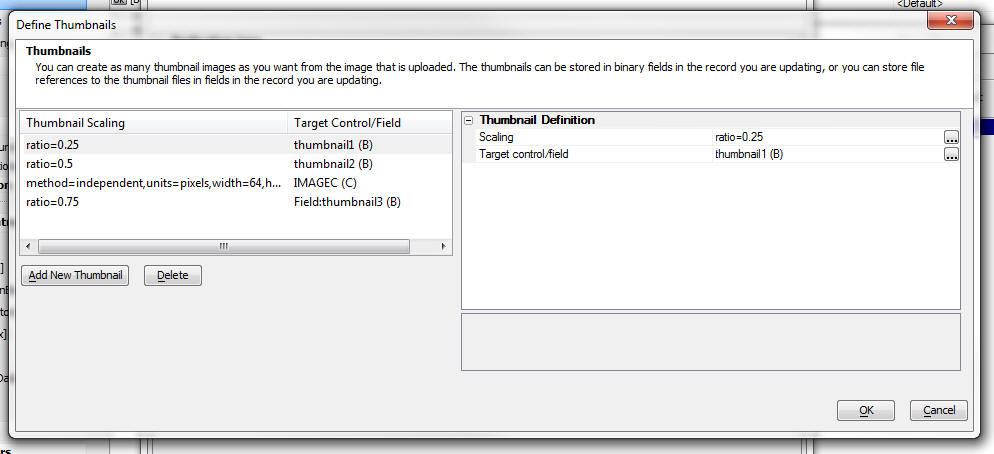 <Default>
Define Thumbnails
Thumbnails
You can create as many thumbnail images as you want from the image that is uploaded. The thumbnails can be stored in binary fields in the record you are updating, or you can store file
references to the thumbnail files in fields in the record you are updating.
Thumbnail Scaling Target Control/Field
ratio=0.25 thumbnail1 (B)
ratio=0.5 thumbnail2 (B)
method=independent,units=pixels,width=64,h... IMAGEC (C)
ratio=0.75 Field:thumbnail3 (B)
Add New Thumbnail Delete
Thumbnail Definition
Scaling ratio=0.25 ...
Target control/field thumbnail1 (B) ...
OK Cancel